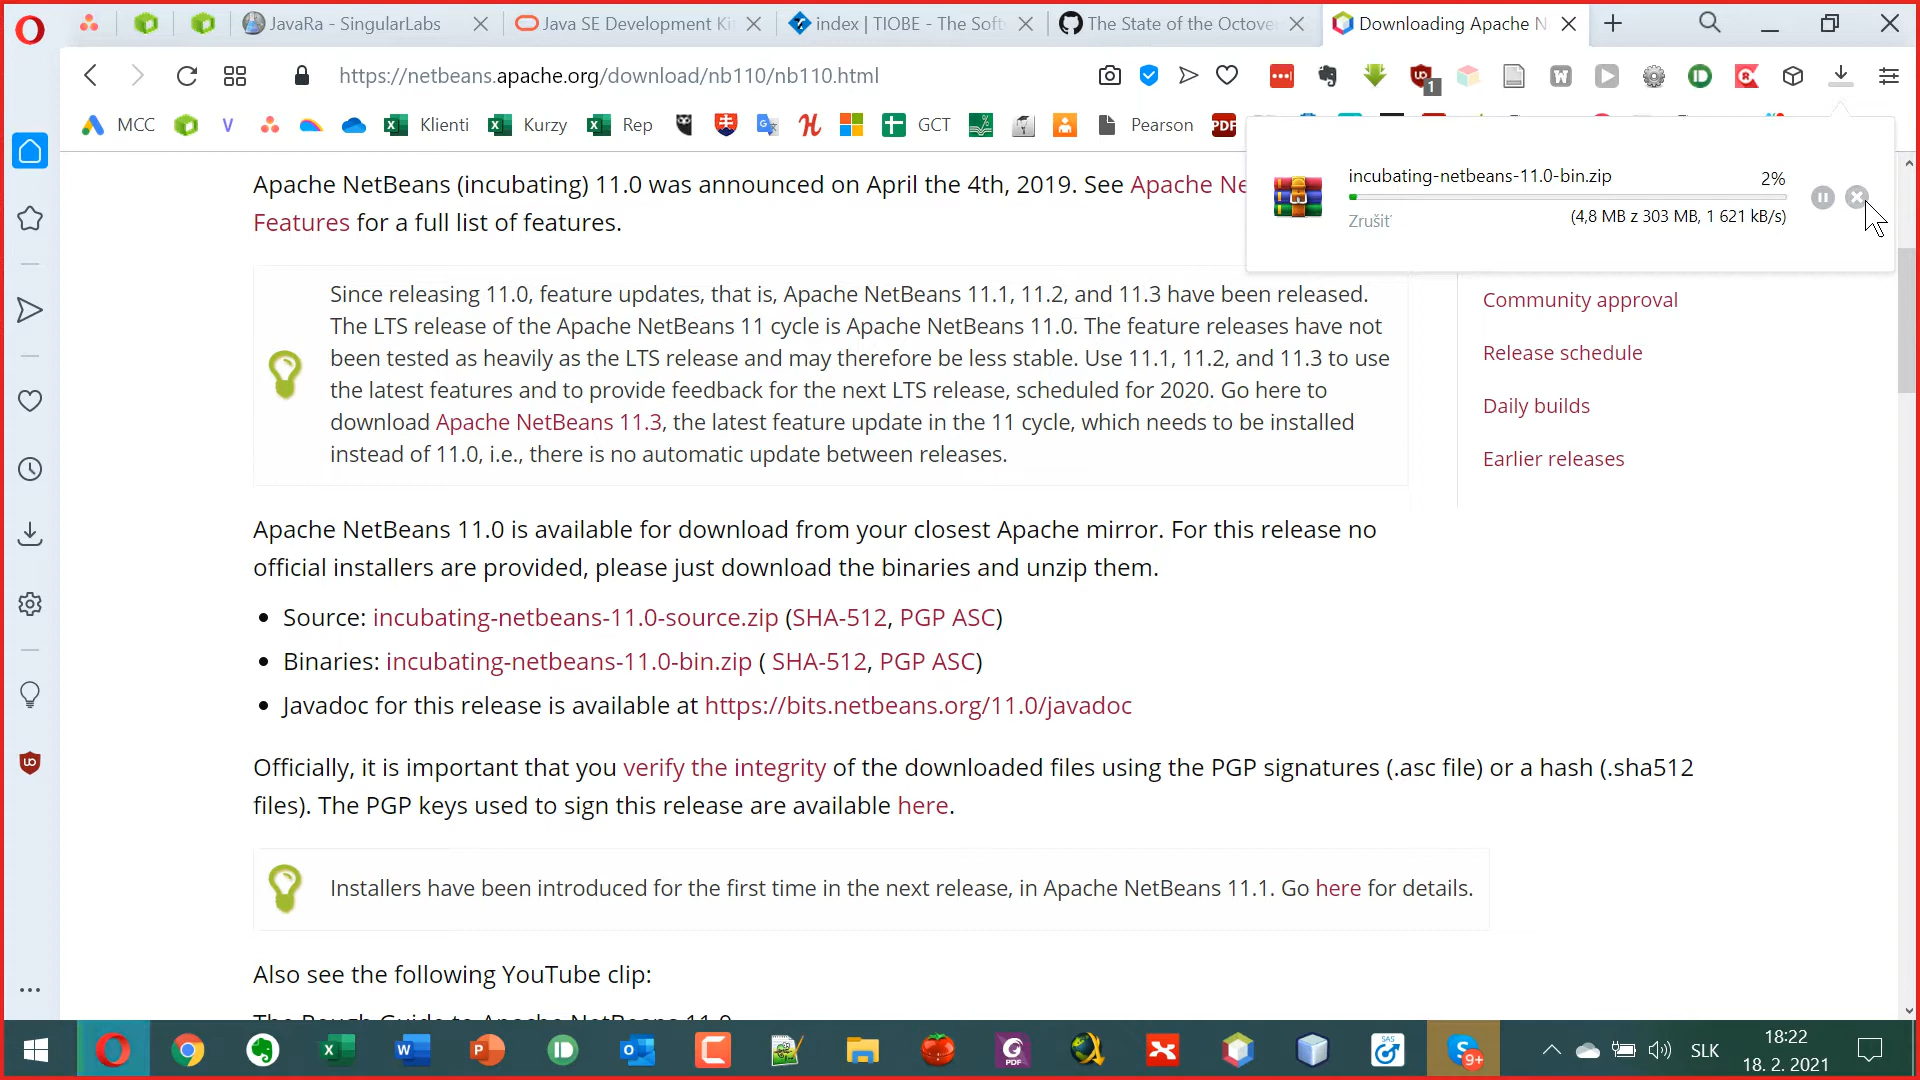 JavaRa - SingularLabs
Java SE Development Ki
index | TIOBE - The Soft
The State of the Octove
Downloading Apache N
https://netbeans.apache.org/download/nb110/nb110.html
1
MCC
Klienti
Kurzy
Rep
GCT
Pearson
PDF
incubating-netbeans-11.0-bin.zip
2%
Zrušiť
(4,8 MB z 303 MB, 1 621 kB/s)
Apache NetBeans (incubating) 11.0 was announced on April the 4th, 2019. See Apache Ne
Features for a full list of features.
Since releasing 11.0, feature updates, that is, Apache NetBeans 11.1, 11.2, and 11.3 have been released.
The LTS release of the Apache NetBeans 11 cycle is Apache NetBeans 11.0. The feature releases have not
been tested as heavily as the LTS release and may therefore be less stable. Use 11.1, 11.2, and 11.3 to use
the latest features and to provide feedback for the next LTS release, scheduled for 2020. Go here to
download Apache NetBeans 11.3, the latest feature update in the 11 cycle, which needs to be installed
instead of 11.0, i.e., there is no automatic update between releases.
Community approval
Release schedule
Daily builds
Earlier releases
Apache NetBeans 11.0 is available for download from your closest Apache mirror. For this release no
official installers are provided, please just download the binaries and unzip them.
Source: incubating-netbeans-11.0-source.zip (SHA-512, PGP ASC)
Binaries: incubating-netbeans-11.0-bin.zip ( SHA-512, PGP ASC)
Javadoc for this release is available at https://bits.netbeans.org/11.0/javadoc
Officially, it is important that you verify the integrity of the downloaded files using the PGP signatures (.asc file) or a hash (.sha512
files). The PGP keys used to sign this release are available here.
Installers have been introduced for the first time in the next release, in Apache NetBeans 11.1. Go here for details.
Also see the following YouTube clip:
The Rough Guide to Apache NetBeans 11.0
SLK
18:22
18. 2. 2021
9+